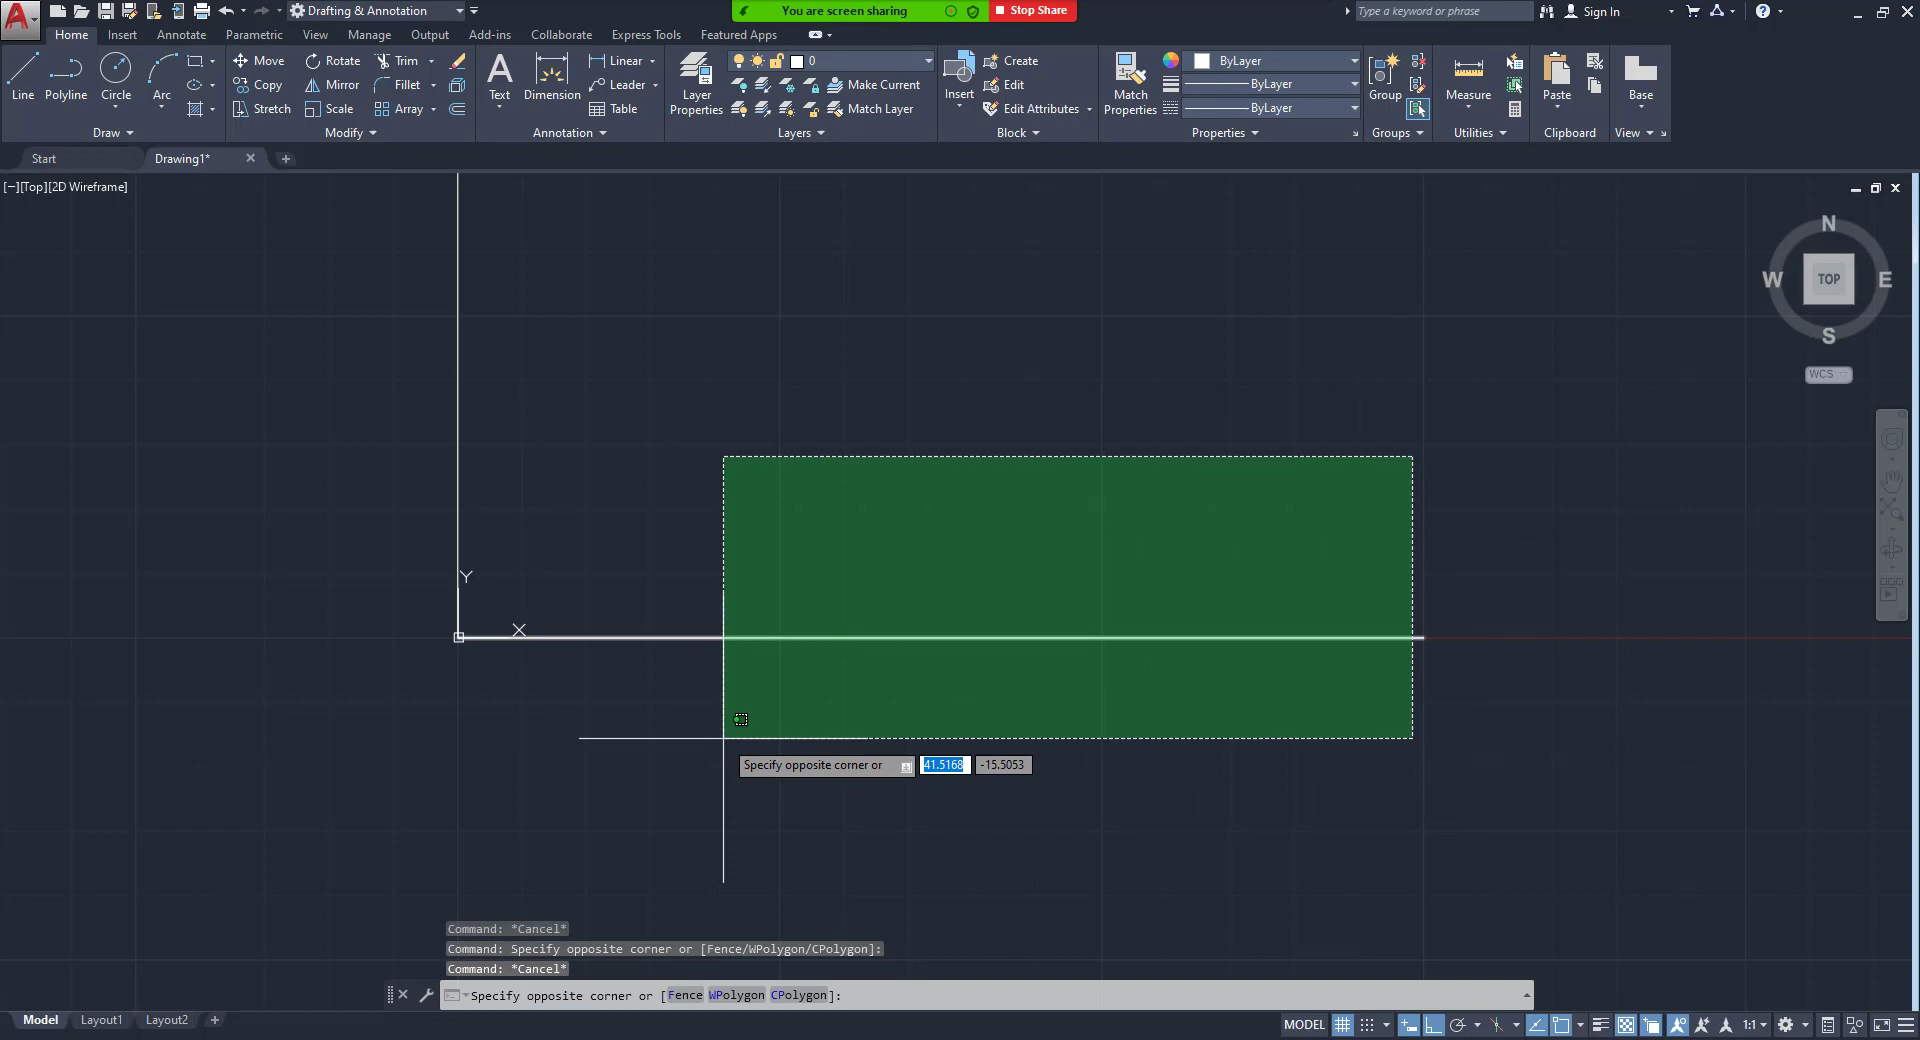 A Drafting & Annotation You are screen sharing Stop Share Type a keyword or phrase Sign In
Home Insert Annotate Parametric View Manage Output Add-ins Collaborate Express Tools Featured Apps
Line Polyline Circle Arc
Move Rotate Trim
Copy Mirror Fillet
Stretch Scale Array
A Text Dimension
Linear
Leader
Table
Layer Properties
0
Make Current
Match Layer
Insert
Create
Edit
Edit Attributes
Match Properties
ByLayer
ByLayer
ByLayer
Group Measure Paste Base
Draw Modify Annotation Layers Block Properties Groups Utilities Clipboard View
Start Drawing1*
[−][Top][2D Wireframe]
N
W TOP E
S
WCS
Y
X
Specify opposite corner or 41.5168 -15.5053
Command: *Cancel*
Command: Specify opposite corner or [Fence/WPolygon/CPolygon]:
Command: *Cancel*
Specify opposite corner or [Fence WPolygon CPolygon]:
Model Layout1 Layout2 MODEL 1:1